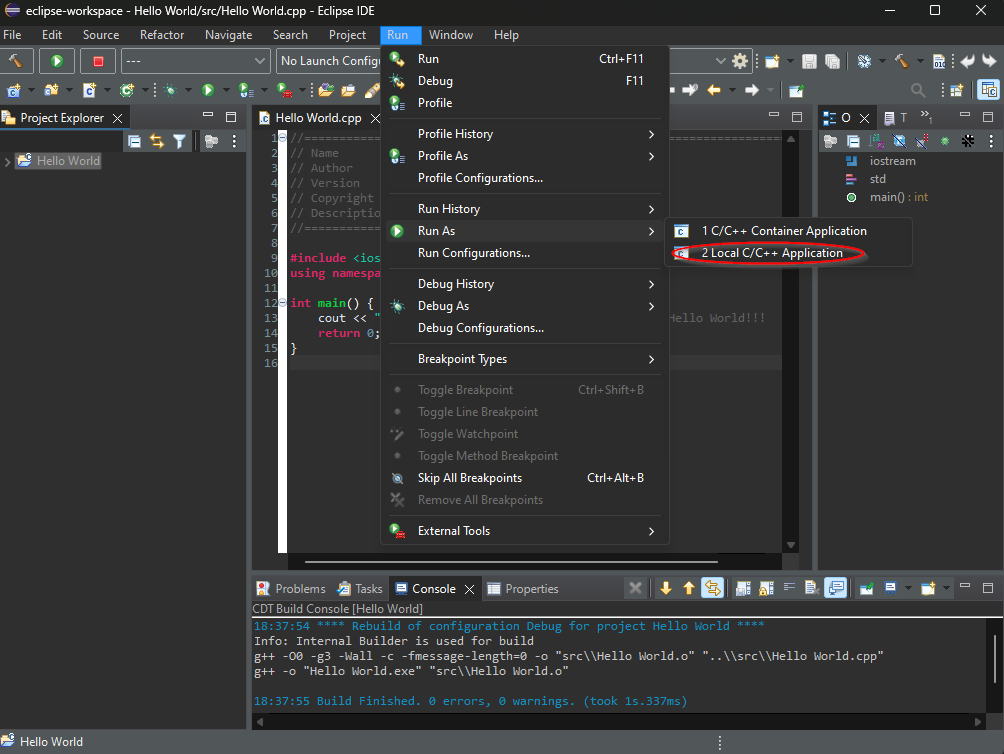 eclipse-workspace - Hello World/src/Hello World.cpp - Eclipse IDE
File Edit Source Refactor Navigate Search Project Run Window Help
---
No Launch Configu
Run Ctrl+F11
Debug F11
Profile
Profile History
Profile As
Profile Configurations...
Run History
Run As
Run Configurations...
Debug History
Debug As
Debug Configurations...
Breakpoint Types
Toggle Breakpoint Ctrl+Shift+B
Toggle Line Breakpoint
Toggle Watchpoint
Toggle Method Breakpoint
Skip All Breakpoints Ctrl+Alt+B
Remove All Breakpoints
External Tools
1 C/C++ Container Application
2 Local C/C++ Application
Project Explorer
Hello World
Hello World.cpp
1 //============
2 // Name
3 // Author
4 // Version
5 // Copyright
6 // Descriptio
7 //============
8
9 #include <ios
10 using namespa
11
12 int main() {
13 cout << " Hello World!!!
14 return 0;
15 }
16
O T 1
iostream
std
main() : int
Problems Tasks Console Properties
CDT Build Console [Hello World]
18:37:54 **** Rebuild of configuration Debug for project Hello World ****
Info: Internal Builder is used for build
g++ -O0 -g3 -Wall -c -fmessage-length=0 -o "src\\Hello World.o" "..\\src\\Hello World.cpp"
g++ -o "Hello World.exe" "src\\Hello World.o"
18:37:55 Build Finished. 0 errors, 0 warnings. (took 1s.337ms)
Hello World